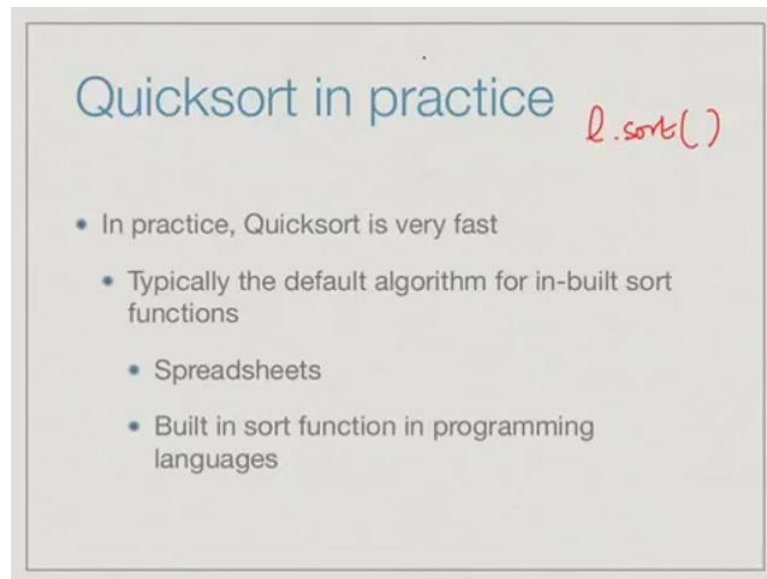 Quicksort in practice
l.sort()
• In practice, Quicksort is very fast
• Typically the default algorithm for in-built sort
functions
• Spreadsheets
• Built in sort function in programming
languages